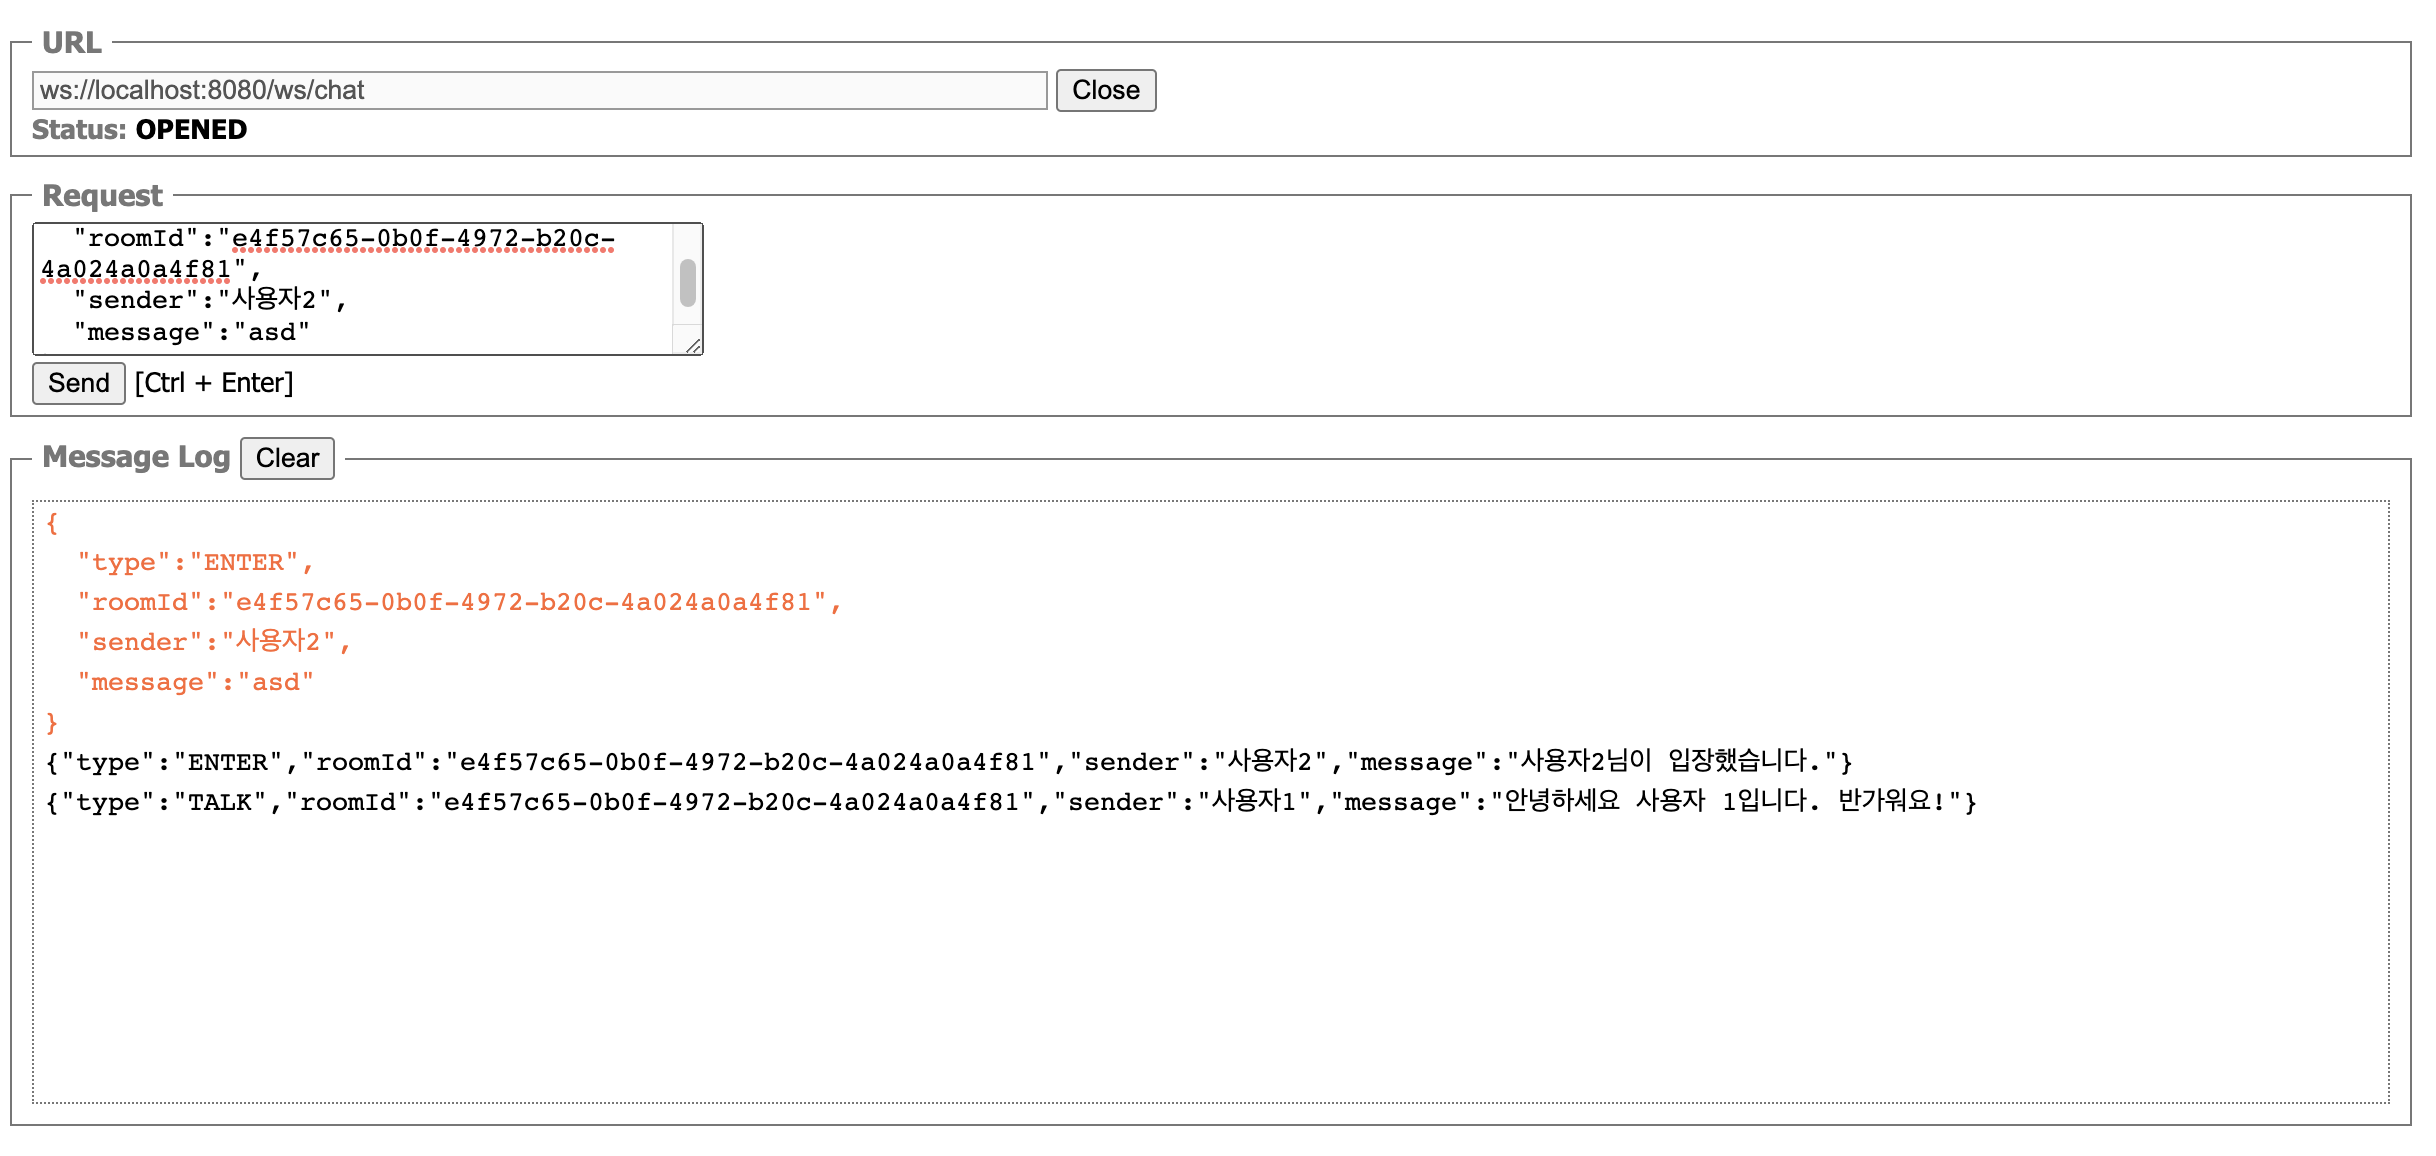 URL
ws://localhost:8080/ws/chat Close
Status: OPENED
Request
"roomId":"e4f57c65-0b0f-4972-b20c-
4a024a0a4f81",
"sender":"사용자2",
"message":"asd"
Send [Ctrl + Enter]
Message Log Clear
{
"type":"ENTER",
"roomId":"e4f57c65-0b0f-4972-b20c-4a024a0a4f81",
"sender":"사용자2",
"message":"asd"
}
{"type":"ENTER","roomId":"e4f57c65-0b0f-4972-b20c-4a024a0a4f81","sender":"사용자2","message":"사용자2님이 입장했습니다."}
{"type":"TALK","roomId":"e4f57c65-0b0f-4972-b20c-4a024a0a4f81","sender":"사용자1","message":"안녕하세요 사용자 1입니다. 반가워요!"}